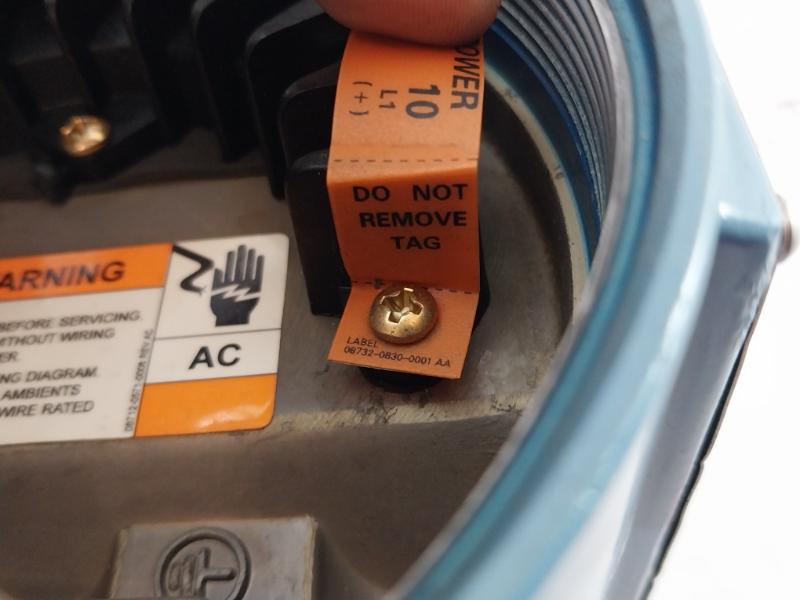 OWER
10
L1
(+)
DO NOT
REMOVE
TAG
LABEL
08732-0830-0001 AA
ARNING
BEFORE SERVICING.
WITHOUT WIRING
ER.
NG DIAGRAM.
AMBIENTS
WIRE RATED
AC